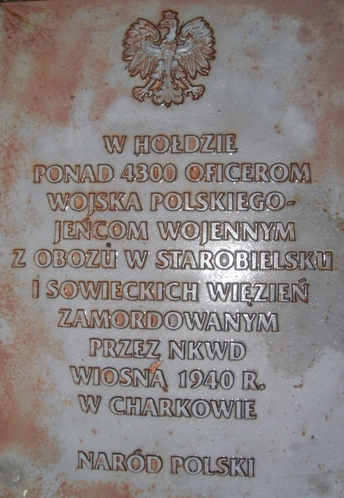 W HOŁDZIE
PONAD 4300 OFICEROM
WOJSKA POLSKIEGO-
JEŃCOM WOJENNYM
Z OBOZU W STAROBIELSKU
I SOWIECKICH WIĘZIEŃ
ZAMORDOWANYM
PRZEZ NKWD
WIOSNĄ 1940 R.
W CHARKOWIE
NARÓD POLSKI